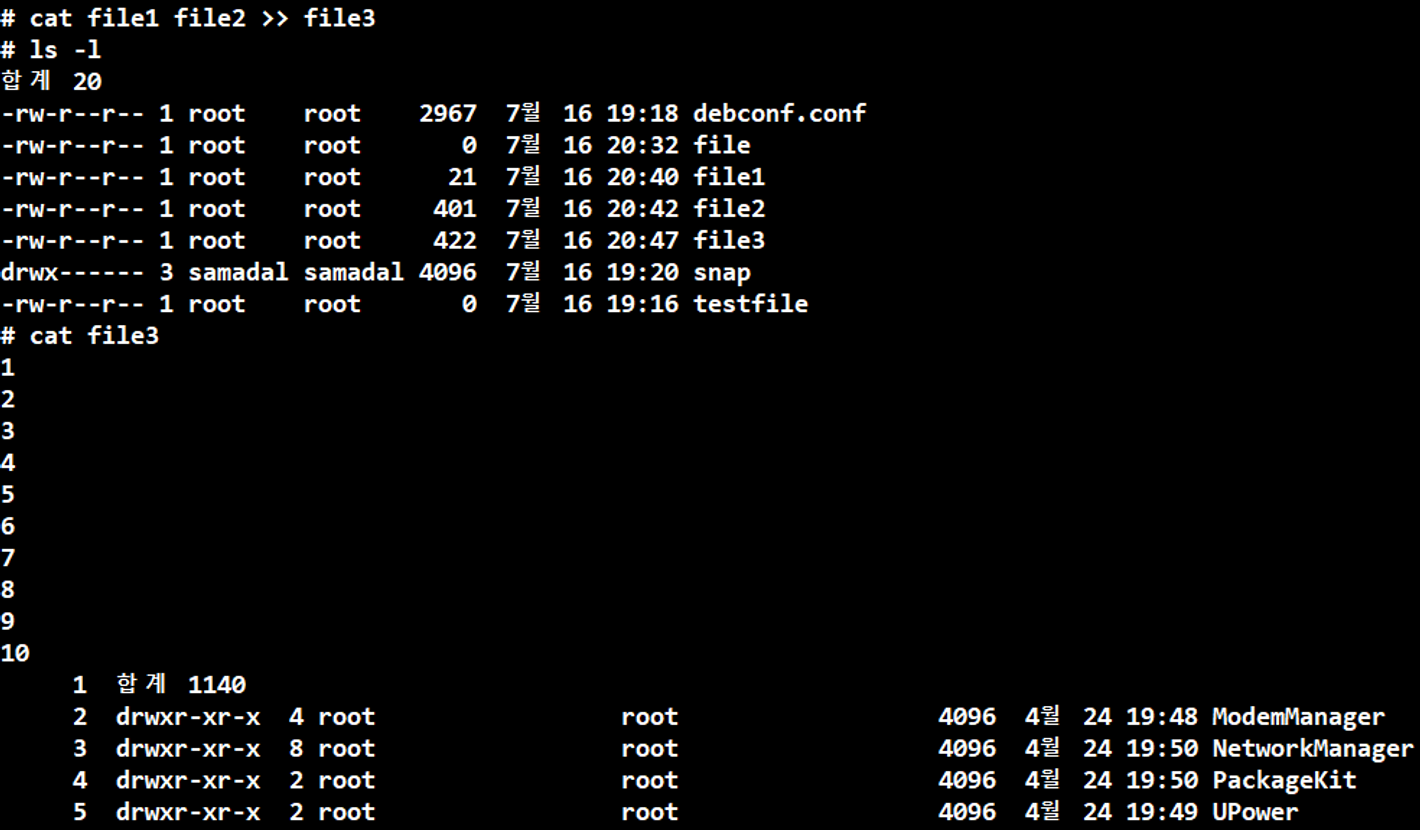 # cat file1 file2 >> file3
# ls -l
합계 20
-rw-r--r-- 1 root    root    2967  7월 16 19:18 debconf.conf
-rw-r--r-- 1 root    root       0  7월 16 20:32 file
-rw-r--r-- 1 root    root      21  7월 16 20:40 file1
-rw-r--r-- 1 root    root     401  7월 16 20:42 file2
-rw-r--r-- 1 root    root     422  7월 16 20:47 file3
drwx------ 3 samadal samadal 4096  7월 16 19:20 snap
-rw-r--r-- 1 root    root       0  7월 16 19:16 testfile
# cat file3
1
2
3
4
5
6
7
8
9
10
     1  합계 1140
     2  drwxr-xr-x  4 root                 root                  4096  4월 24 19:48 ModemManager
     3  drwxr-xr-x  8 root                 root                  4096  4월 24 19:50 NetworkManager
     4  drwxr-xr-x  2 root                 root                  4096  4월 24 19:50 PackageKit
     5  drwxr-xr-x  2 root                 root                  4096  4월 24 19:49 UPower